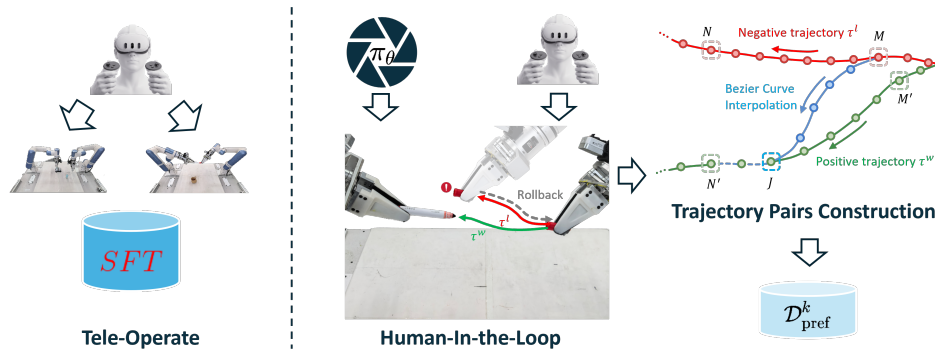 SFT
Tele-Operate
π_θ
!
Rollback
τ^l
τ^w
Human-In-the-Loop
N
Negative trajectory τ^l
M
Bezier Curve
Interpolation
M'
Positive trajectory τ^w
N'
J
Trajectory Pairs Construction
𝒟^k_pref